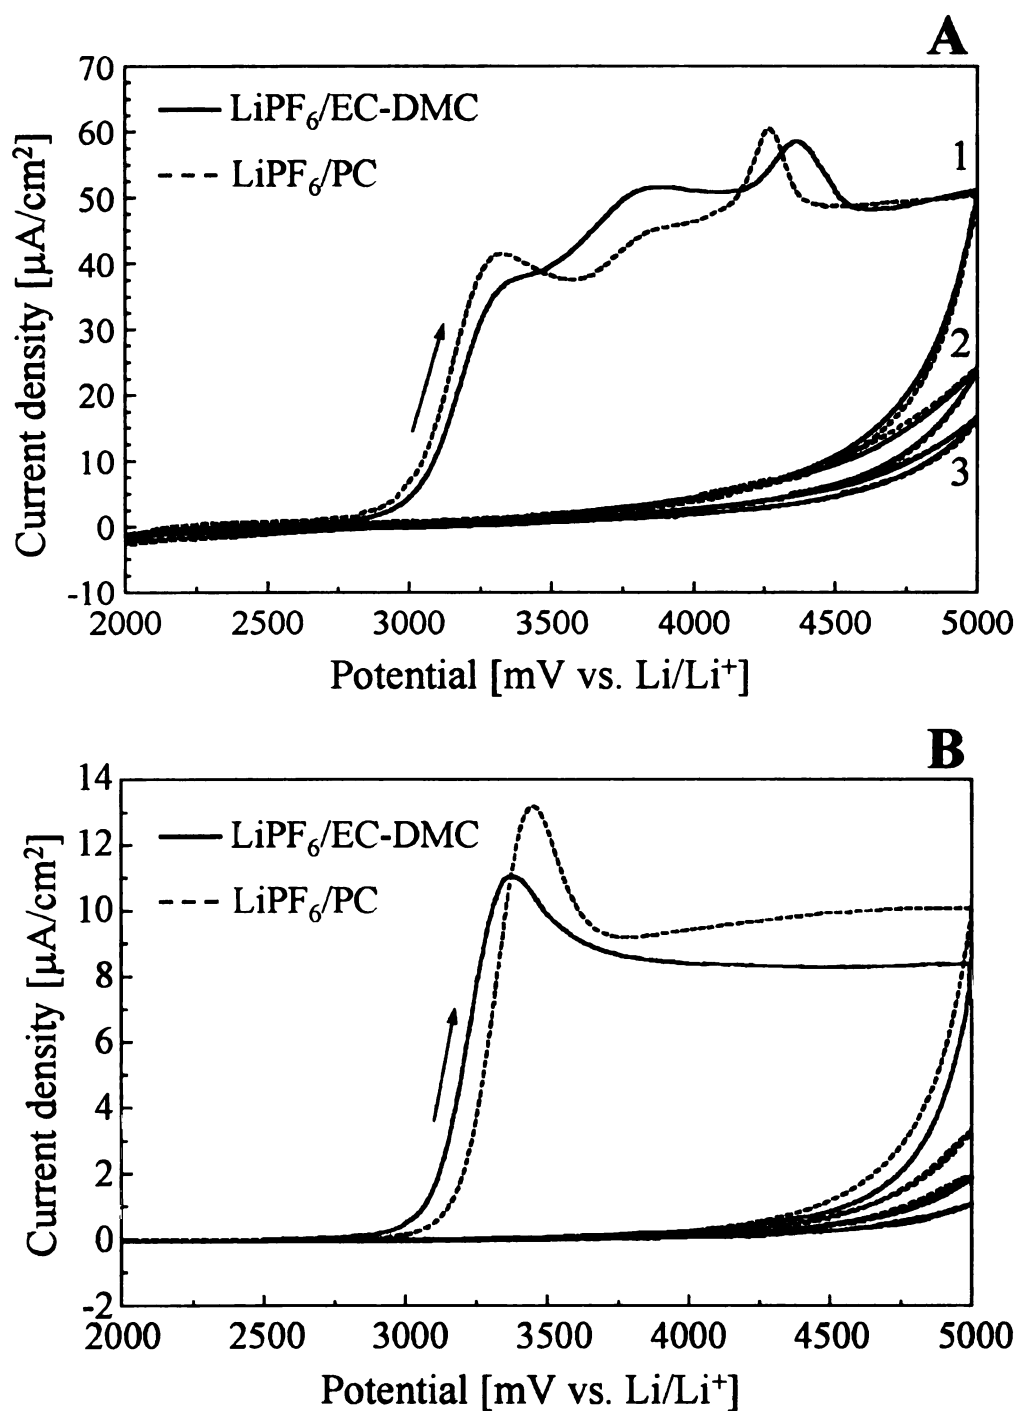 A
70
60
50
40
30
20
10
0
-10
Current density [µA/cm²]
LiPF₆/EC-DMC
LiPF₆/PC
1
2
3
2000 2500 3000 3500 4000 4500 5000
Potential [mV vs. Li/Li⁺]
B
14
12
10
8
6
4
2
0
-2
Current density [µA/cm²]
LiPF₆/EC-DMC
LiPF₆/PC
2000 2500 3000 3500 4000 4500 5000
Potential [mV vs. Li/Li⁺]